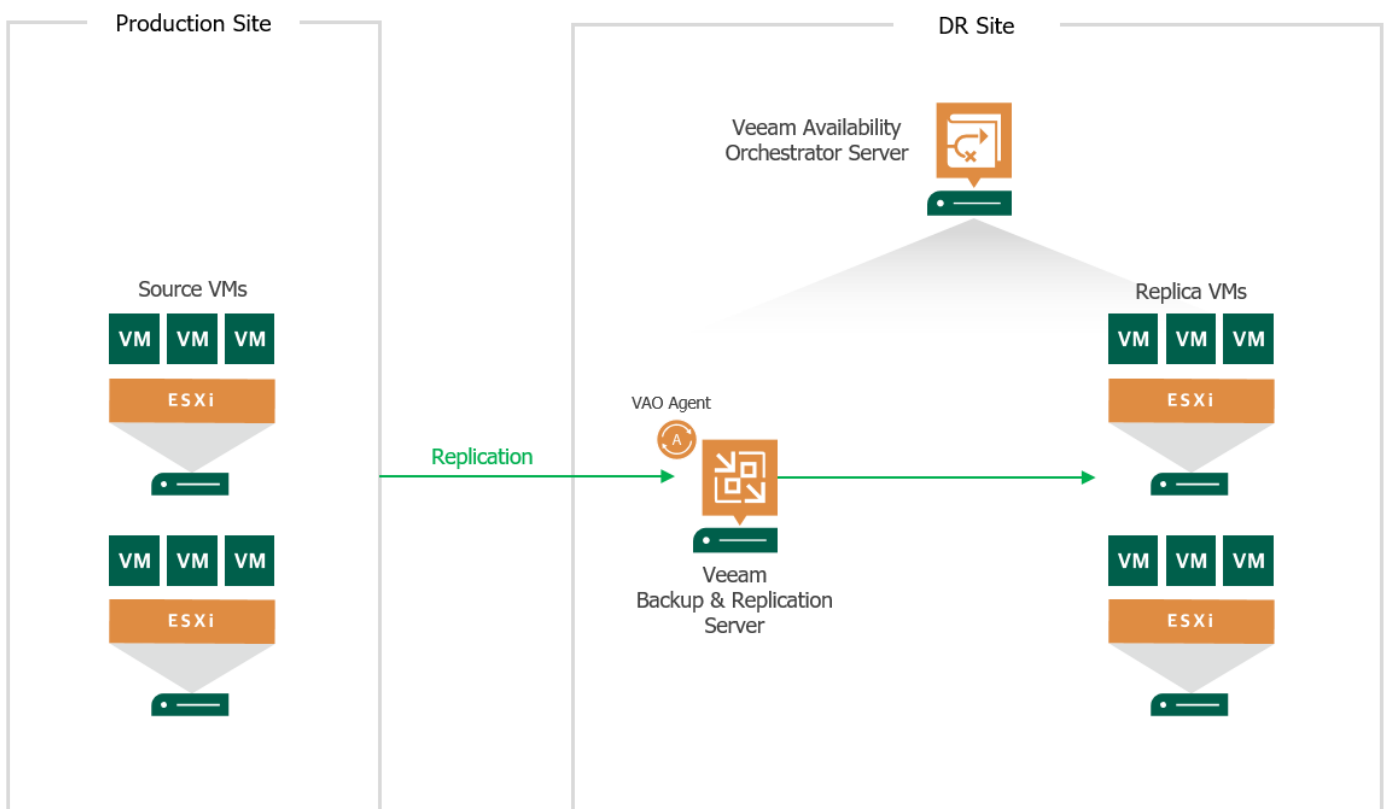 Production Site
DR Site
Veeam Availability
Orchestrator Server
Source VMs
VM VM VM
ESXi
VM VM VM
ESXi
Replication
VAO Agent
A
Veeam
Backup & Replication
Server
Replica VMs
VM VM VM
ESXi
VM VM VM
ESXi